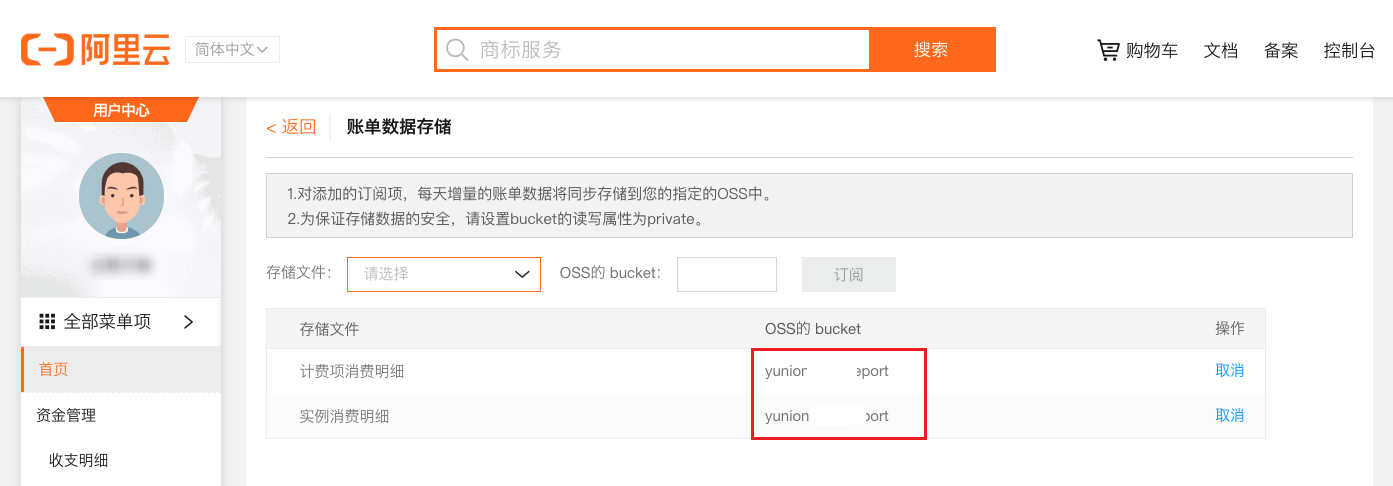 阿里云 简体中文 商标服务 搜索 购物车 文档 备案 控制台
用户中心
< 返回 账单数据存储
1.对添加的订阅项，每天增量的账单数据将同步存储到您的指定的OSS中。
2.为保证存储数据的安全，请设置bucket的读写属性为private。
存储文件： 请选择 OSS的 bucket： 订阅
全部菜单项
首页
资金管理
收支明细
存储文件 OSS的 bucket 操作
计费项消费明细 yunion eport 取消
实例消费明细 yunion port 取消